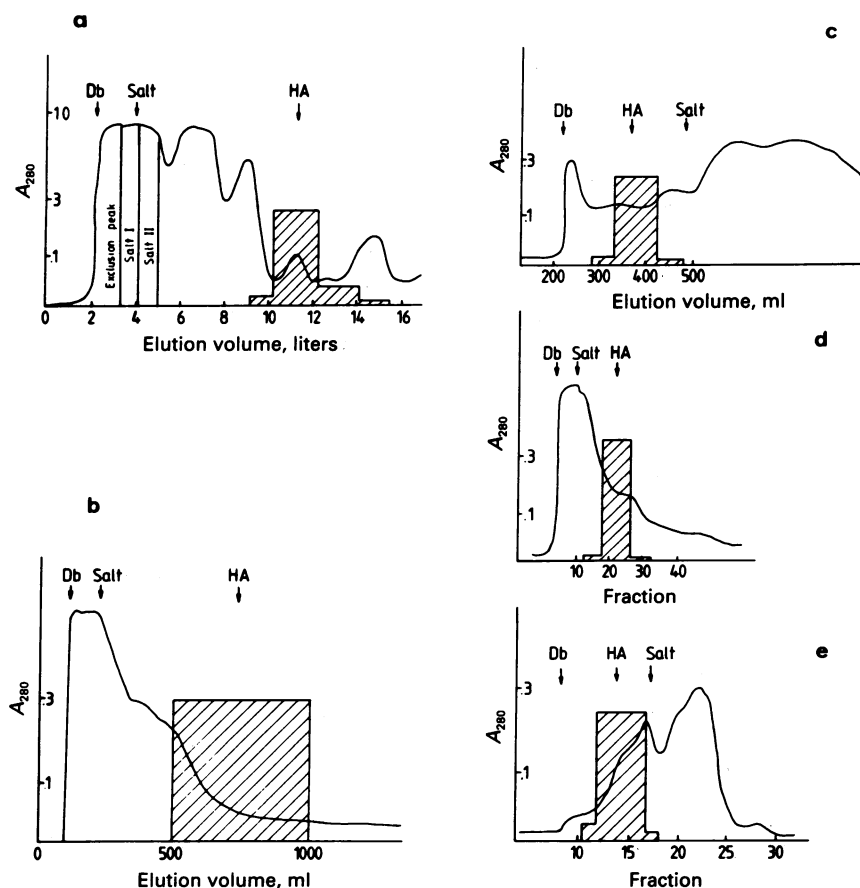 a
Db Salt HA
A280
10
.3
.1
Exclusion peak
Salt I
Salt II
0 2 4 6 8 10 12 14 16
Elution volume, liters
b
Db Salt HA
A280
.3
.1
0 500 1000
Elution volume, ml
c
Db HA Salt
A280
.3
.1
200 300 400 500
Elution volume, ml
d
Db Salt HA
A280
.3
.1
10 20 30 40
Fraction
e
Db HA Salt
A280
.3
.1
10 15 20 25 30
Fraction